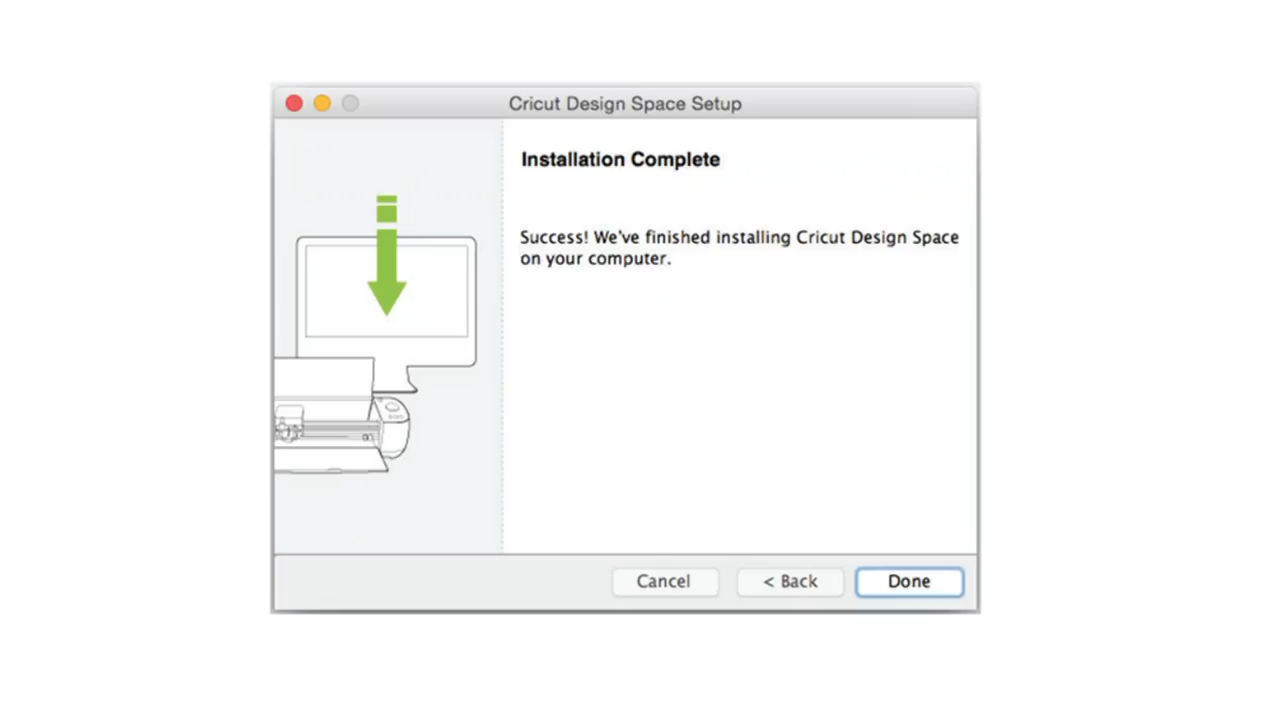 Cricut Design Space Setup
Installation Complete
Success! We've finished installing Cricut Design Space
on your computer.
Cancel
< Back
Done